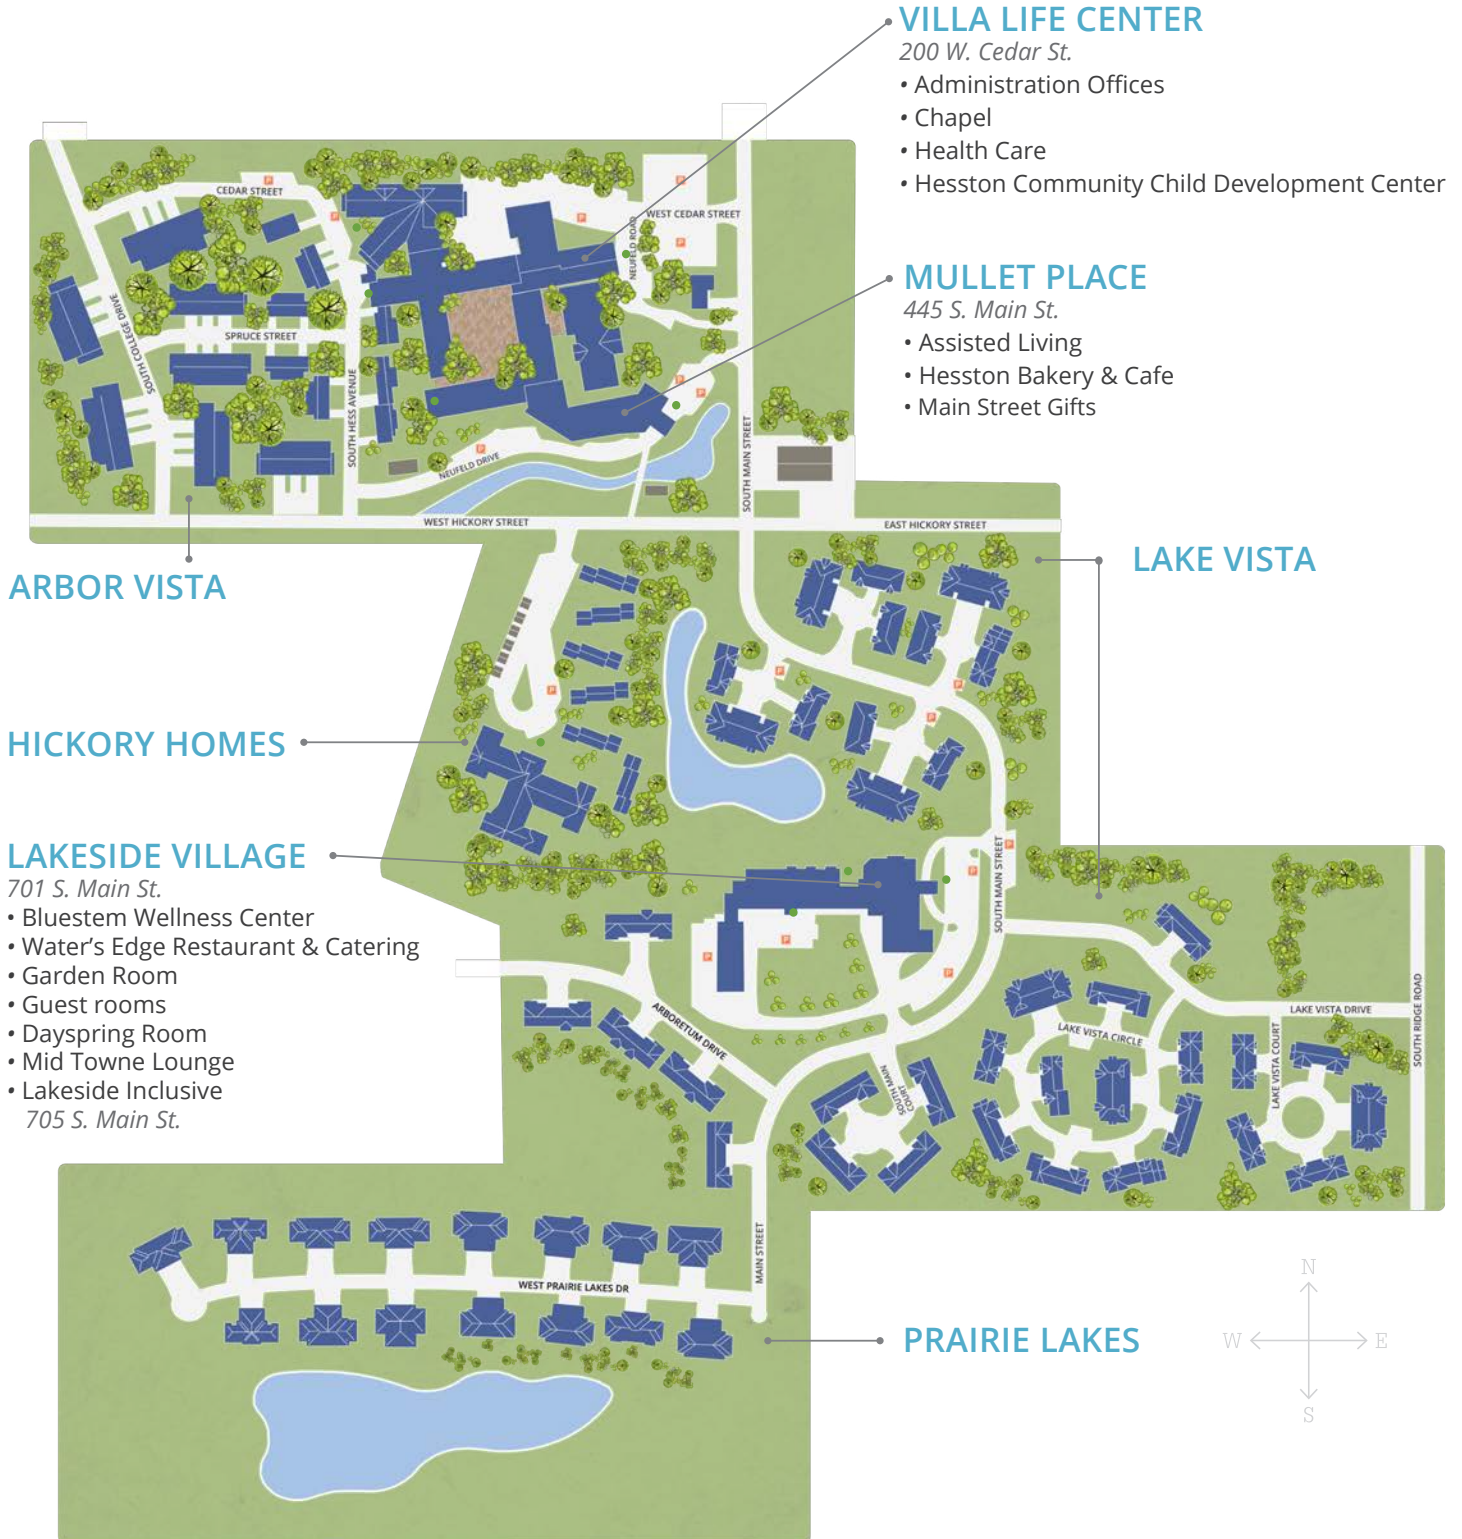 VILLA LIFE CENTER
200 W. Cedar St.
• Administration Offices
• Chapel
• Health Care
• Hesston Community Child Development Center
MULLET PLACE
445 S. Main St.
• Assisted Living
• Hesston Bakery & Cafe
• Main Street Gifts
P
CEDAR STREET
P
P
P
WEST CEDAR STREET
P
NEUFELD ROAD
SOUTH COLLEGE DRIVE
SPRUCE STREET
SOUTH HESS AVENUE
P
P
SOUTH MAIN STREET
P
NEUFELD DRIVE
WEST HICKORY STREET
EAST HICKORY STREET
ARBOR VISTA
LAKE VISTA
P
P
P
P
HICKORY HOMES
LAKESIDE VILLAGE
701 S. Main St.
• Bluestem Wellness Center
• Water's Edge Restaurant & Catering
• Garden Room
• Guest rooms
• Dayspring Room
• Mid Towne Lounge
• Lakeside Inclusive
705 S. Main St.
P
P
SOUTH MAIN STREET
P
P
P
ARBORETUM DRIVE
SOUTH MAIN
COURT
LAKE VISTA CIRCLE
LAKE VISTA DRIVE
LAKE VISTA COURT
SOUTH RIDGE ROAD
MAIN STREET
WEST PRAIRIE LAKES DR
PRAIRIE LAKES
N
W
E
S